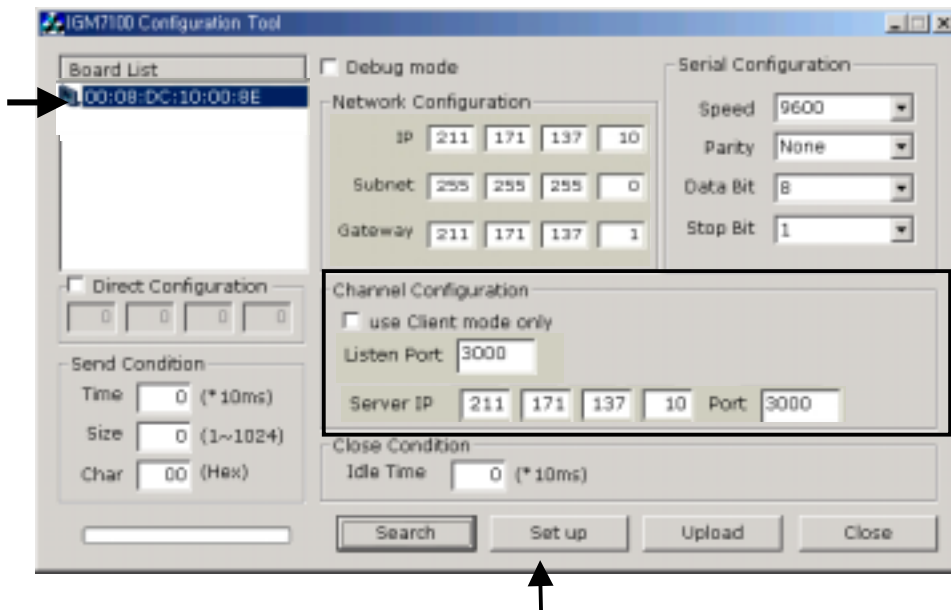 IGM7100 Configuration Tool
Board List
00:08:DC:10:00:8E
Debug mode
Network Configuration
IP 211 171 137 10
Subnet 255 255 255 0
Gateway 211 171 137 1
Serial Configuration
Speed 9600
Parity None
Data Bit 8
Stop Bit 1
Direct Configuration
0 0 0 0
Channel Configuration
use Client mode only
Listen Port 3000
Server IP 211 171 137 10 Port 3000
Send Condition
Time 0 (*10ms)
Size 0 (1~1024)
Char 00 (Hex)
Close Condition
Idle Time 0 (*10ms)
Search Set up Upload Close